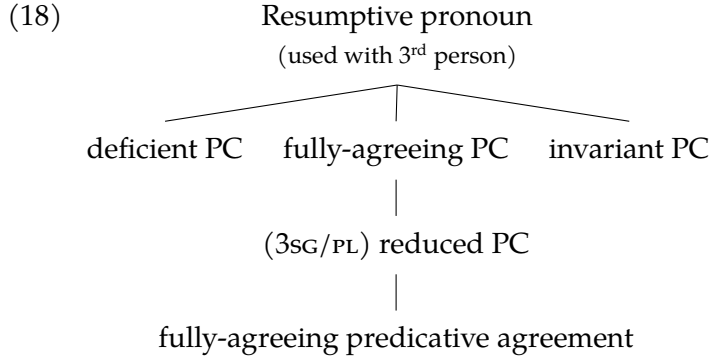 (18) Resumptive pronoun
(used with 3rd person)
deficient PC fully-agreeing PC invariant PC
(3SG/PL) reduced PC
fully-agreeing predicative agreement